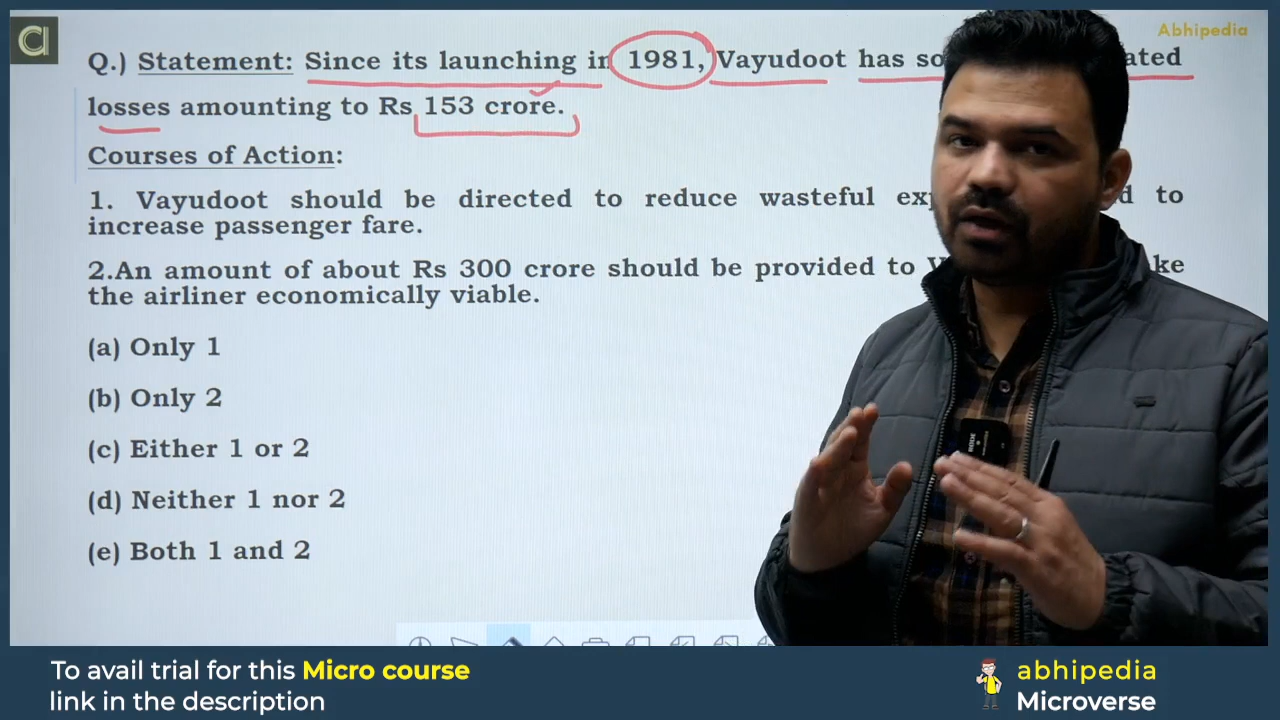 Abhipedia
Q.) Statement: Since its launching in 1981, Vayudoot has so
losses amounting to Rs 153 crore.
Courses of Action:
1. Vayudoot should be directed to reduce wasteful to
increase passenger fare.
2.An amount of about Rs 300 crore should be provided to
the airliner economically viable.
(a) Only 1
(b) Only 2
(c) Either 1 or 2
(d) Neither 1 nor 2
(e) Both 1 and 2
To avail trial for this Micro course
link in the description
abhipedia
Microverse